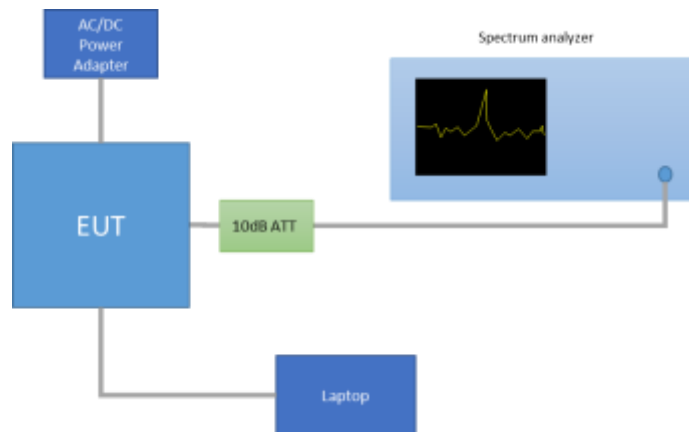 AC/DC
Power
Adapter
Spectrum analyzer
EUT
10dB ATT
Laptop